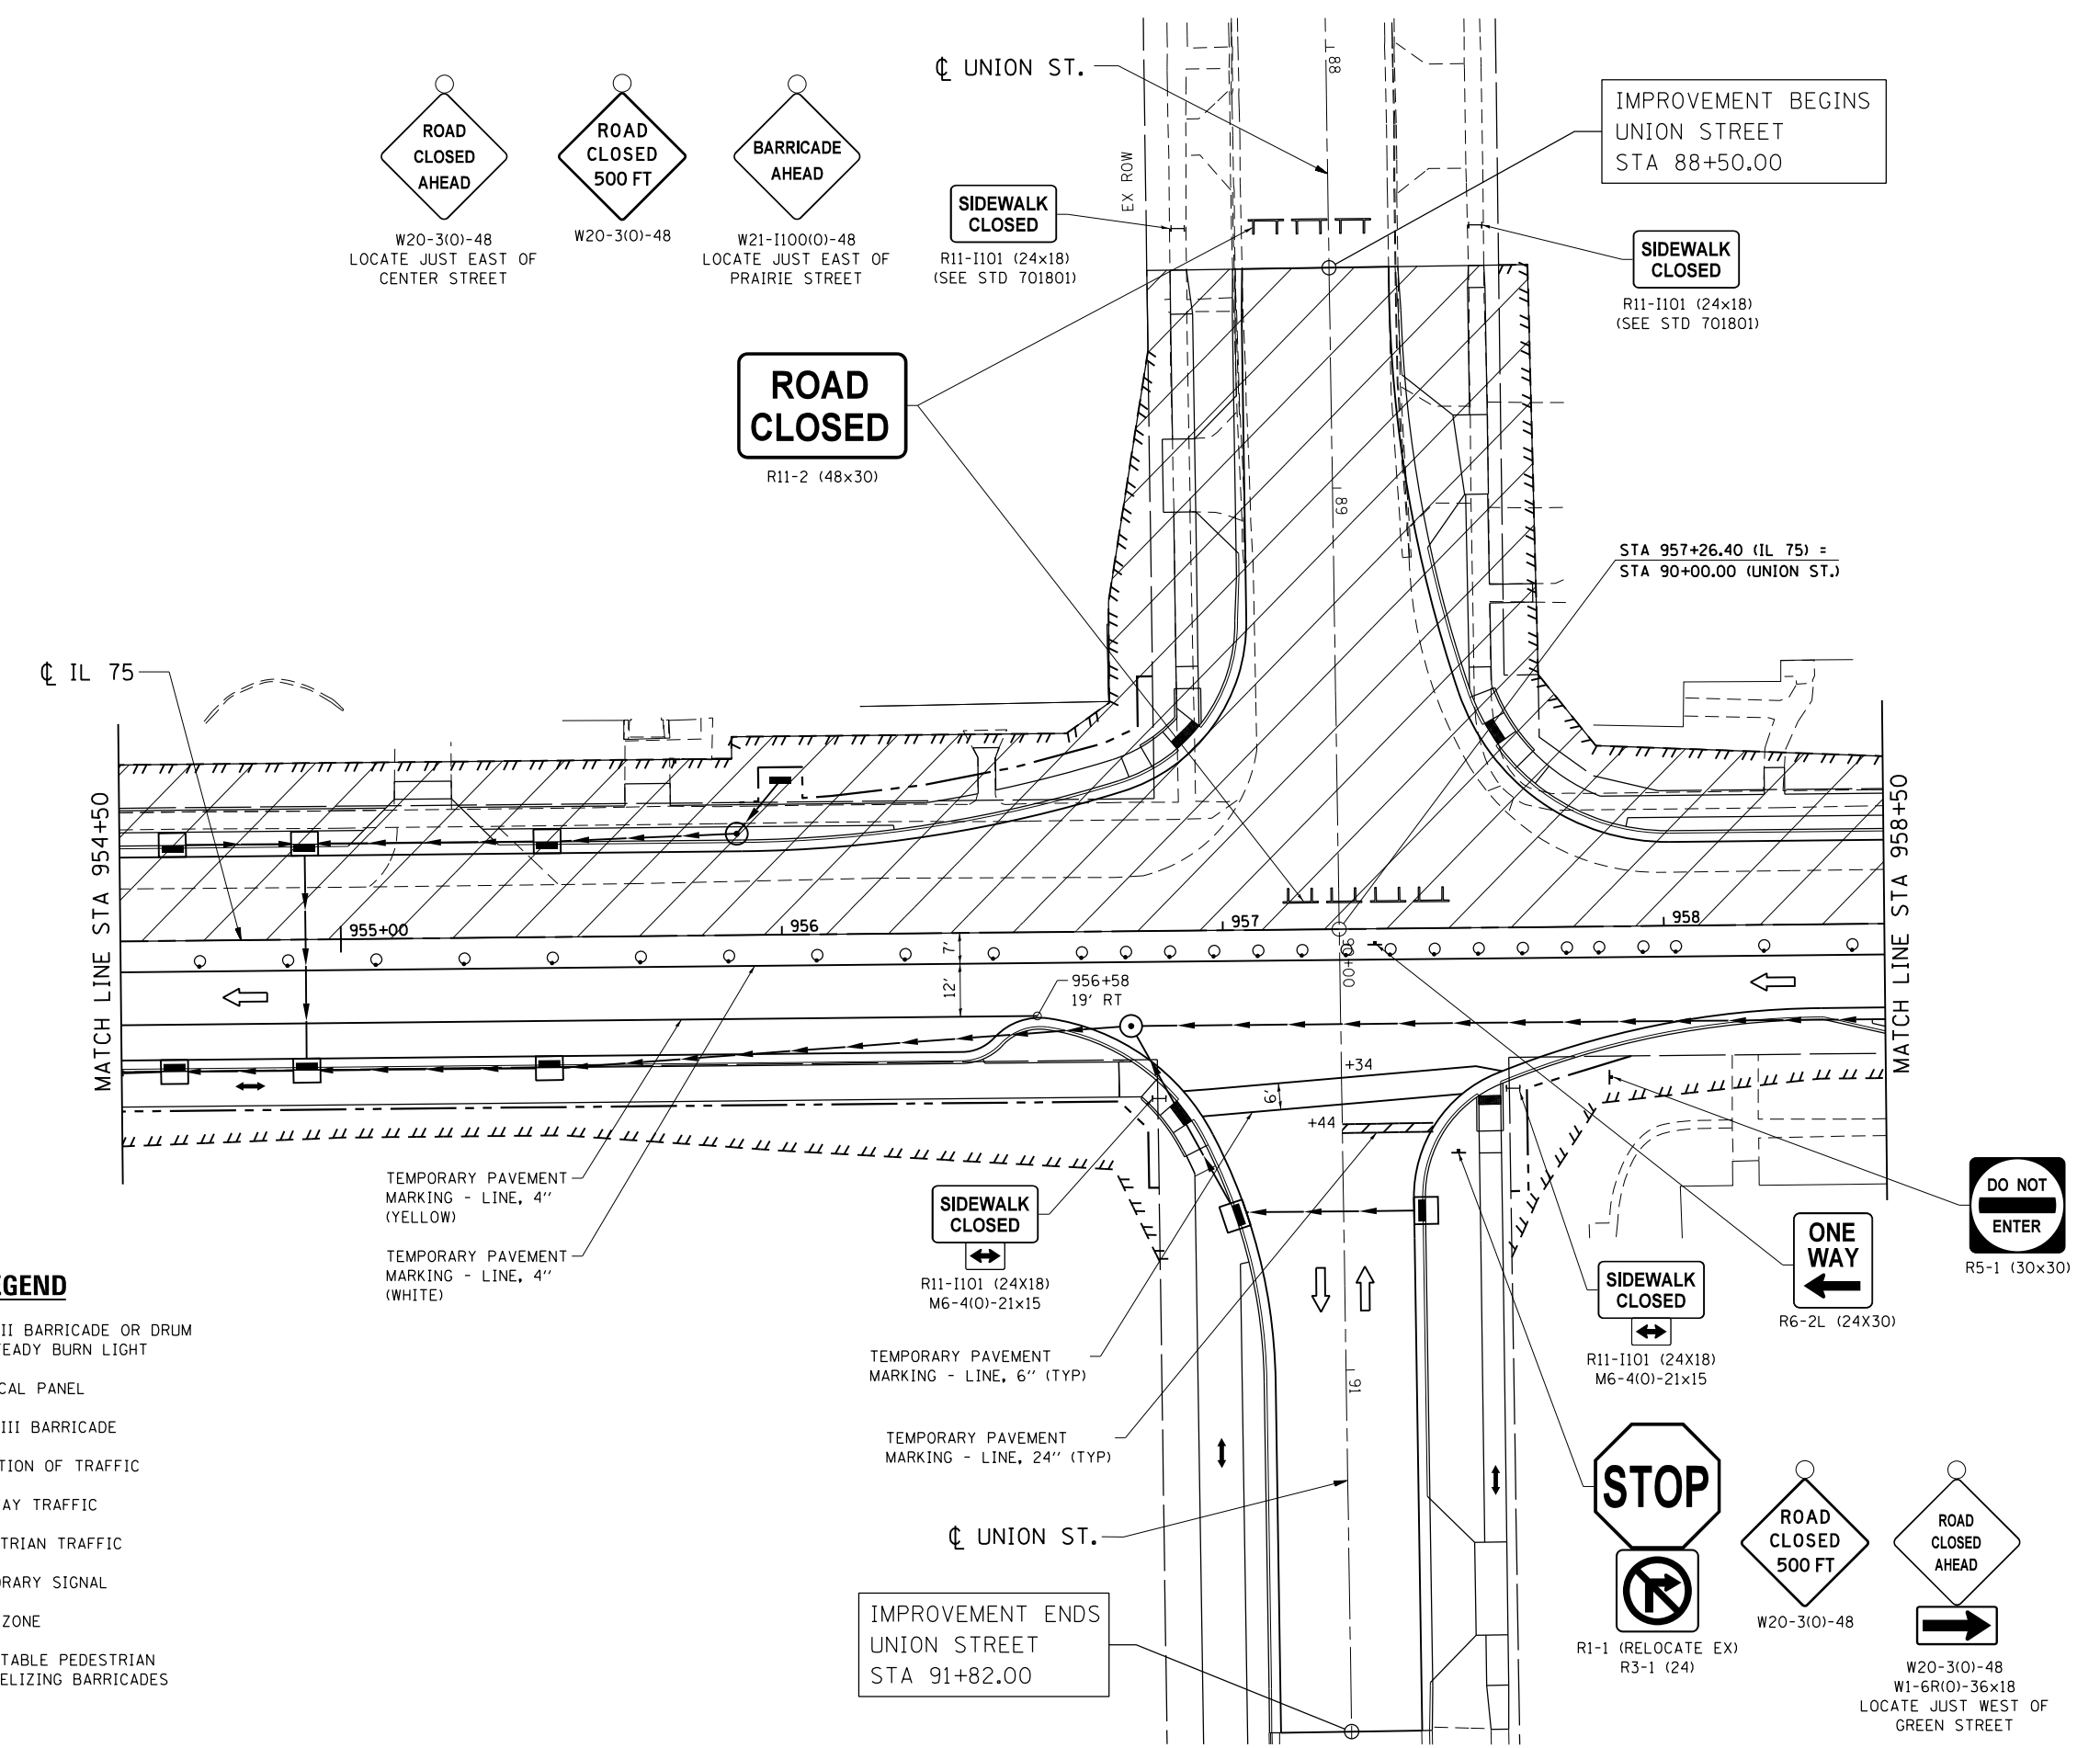 ℄ UNION ST.
88
IMPROVEMENT BEGINS
UNION STREET
STA 88+50.00
ROAD
CLOSED
AHEAD
W20-3(O)-48
LOCATE JUST EAST OF
CENTER STREET
ROAD
CLOSED
500 FT
W20-3(O)-48
BARRICADE
AHEAD
W21-I100(O)-48
LOCATE JUST EAST OF
PRAIRIE STREET
EX ROW
SIDEWALK
CLOSED
R11-I101 (24x18)
(SEE STD 701801)
SIDEWALK
CLOSED
R11-I101 (24x18)
(SEE STD 701801)
ROAD
CLOSED
R11-2 (48x30)
89
STA 957+26.40 (IL 75) =
STA 90+00.00 (UNION ST.)
℄ IL 75
MATCH LINE STA 954+50
MATCH LINE STA 958+50
955+00
956
957
958
7'
12'
90+00
956+58
19' RT
+34
6'
+44
TEMPORARY PAVEMENT
MARKING - LINE, 4''
(YELLOW)
TEMPORARY PAVEMENT
MARKING - LINE, 4''
(WHITE)
SIDEWALK
CLOSED
R11-I101 (24X18)
M6-4(O)-21x15
TEMPORARY PAVEMENT
MARKING - LINE, 6'' (TYP)
TEMPORARY PAVEMENT
MARKING - LINE, 24'' (TYP)
91
℄ UNION ST.
IMPROVEMENT ENDS
UNION STREET
STA 91+82.00
DO NOT
ENTER
R5-1 (30x30)
ONE
WAY
R6-2L (24X30)
SIDEWALK
CLOSED
R11-I101 (24X18)
M6-4(O)-21x15
STOP
R1-1 (RELOCATE EX)
R3-1 (24)
ROAD
CLOSED
500 FT
W20-3(O)-48
ROAD
CLOSED
AHEAD
W20-3(O)-48
W1-6R(O)-36x18
LOCATE JUST WEST OF
GREEN STREET
EGEND
II BARRICADE OR DRUM
EADY BURN LIGHT
CAL PANEL
III BARRICADE
TION OF TRAFFIC
AY TRAFFIC
TRIAN TRAFFIC
RARY SIGNAL
ZONE
TABLE PEDESTRIAN
ELIZING BARRICADES